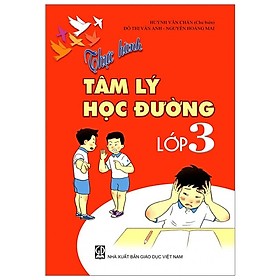 HUỲNH VĂN CHẨN (Chủ biên)
ĐỖ THỊ VÂN ANH - NGUYỄN HOÀNG MAI
Thực hành
TÂM LÝ
HỌC ĐƯỜNG
LỚP 3
NHÀ XUẤT BẢN GIÁO DỤC VIỆT NAM